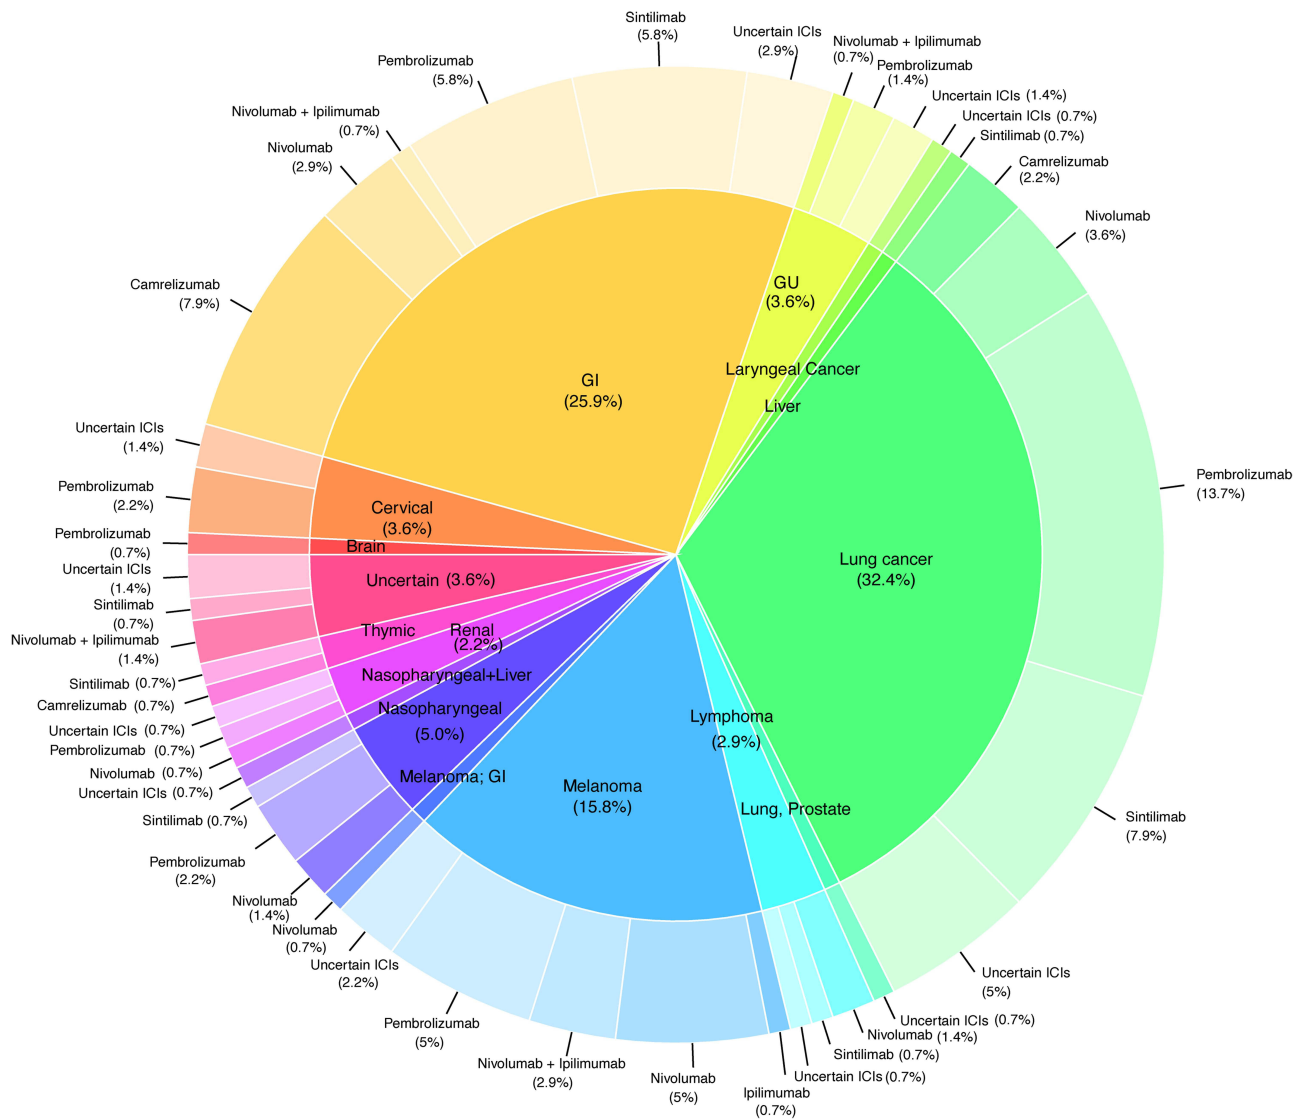 Sintilimab
(5.8%)
Uncertain ICIs
(2.9%)
Nivolumab + Ipilimumab
(0.7%)
Pembrolizumab
(1.4%)
Uncertain ICIs (1.4%)
Uncertain ICIs (0.7%)
Sintilimab (0.7%)
Camrelizumab
(2.2%)
Nivolumab
(3.6%)
Pembrolizumab
(13.7%)
Sintilimab
(7.9%)
Uncertain ICIs
(5%)
Uncertain ICIs (0.7%)
Nivolumab (1.4%)
Sintilimab (0.7%)
Uncertain ICIs (0.7%)
Ipilimumab
(0.7%)
Nivolumab
(5%)
Nivolumab + Ipilimumab
(2.9%)
Pembrolizumab
(5%)
Uncertain ICIs
(2.2%)
Nivolumab
(0.7%)
Nivolumab
(1.4%)
Pembrolizumab
(2.2%)
Sintilimab (0.7%)
Uncertain ICIs (0.7%)
Nivolumab (0.7%)
Pembrolizumab (0.7%)
Uncertain ICIs (0.7%)
Camrelizumab (0.7%)
Sintilimab (0.7%)
Nivolumab + Ipilimumab
(1.4%)
Sintilimab
(0.7%)
Uncertain ICIs
(1.4%)
Pembrolizumab
(0.7%)
Pembrolizumab
(2.2%)
Uncertain ICIs
(1.4%)
Camrelizumab
(7.9%)
Nivolumab
(2.9%)
Nivolumab + Ipilimumab
(0.7%)
Pembrolizumab
(5.8%)
GI
(25.9%)
GU
(3.6%)
Laryngeal Cancer
Liver
Lung cancer
(32.4%)
Lung, Prostate
Lymphoma
(2.9%)
Melanoma
(15.8%)
Melanoma; GI
Nasopharyngeal
(5.0%)
Nasopharyngeal+Liver
Renal
(2.2%)
Thymic
Uncertain (3.6%)
Brain
Cervical
(3.6%)